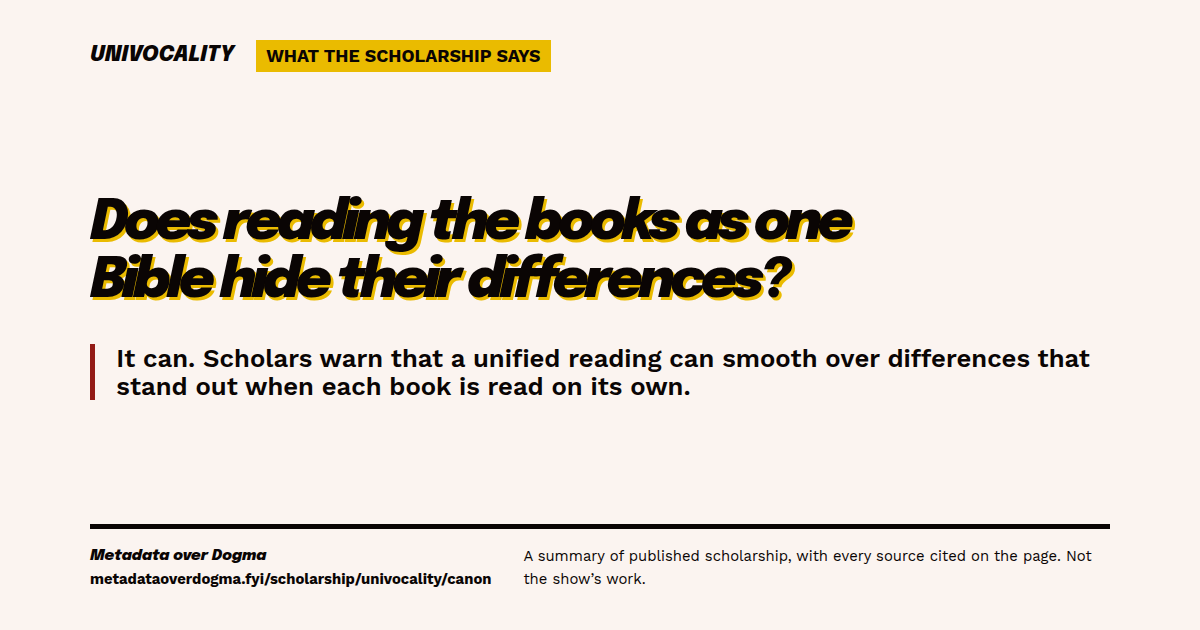 UNIVOCALITY
WHAT THE SCHOLARSHIP SAYS
Does reading the books as one
Bible hide their differences?
It can. Scholars warn that a unified reading can smooth over differences that
stand out when each book is read on its own.
Metadata over Dogma
metadataoverdogma.fyi/scholarship/univocality/canon
A summary of published scholarship, with every source cited on the page. Not
the show’s work.